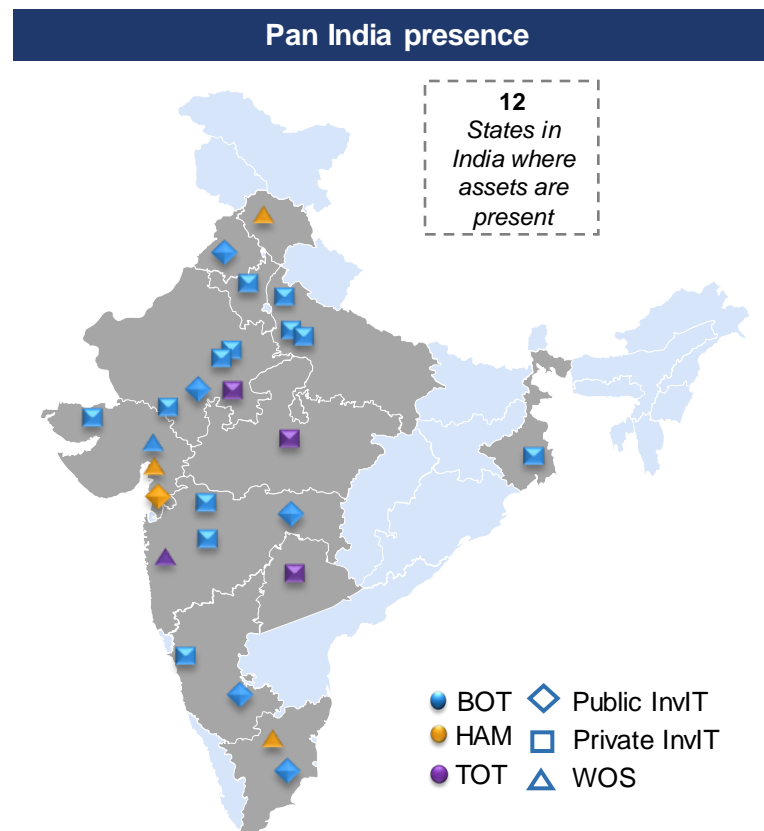 Pan India presence
12
States in
India where
assets are
present
BOT
Public InvIT
HAM
Private InvIT
TOT
WOS